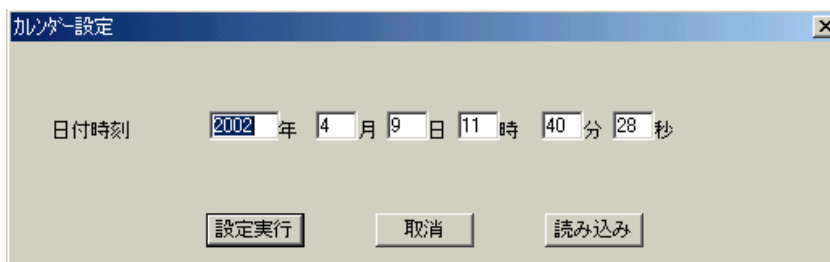 カレンダー設定
日付時刻 2002 年 4 月 9 日 11 時 40 分 28 秒
設定実行 取消 読み込み